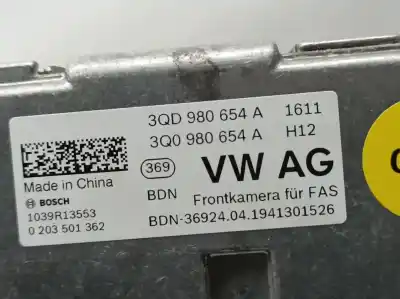 3QD 980 654 A 1611
3Q0 980 654 A H12
369 VW AG
Made in China
BOSCH BDN Frontkamera für FAS
1039R13553 BDN-36924.04.1941301526
0 203 501 362